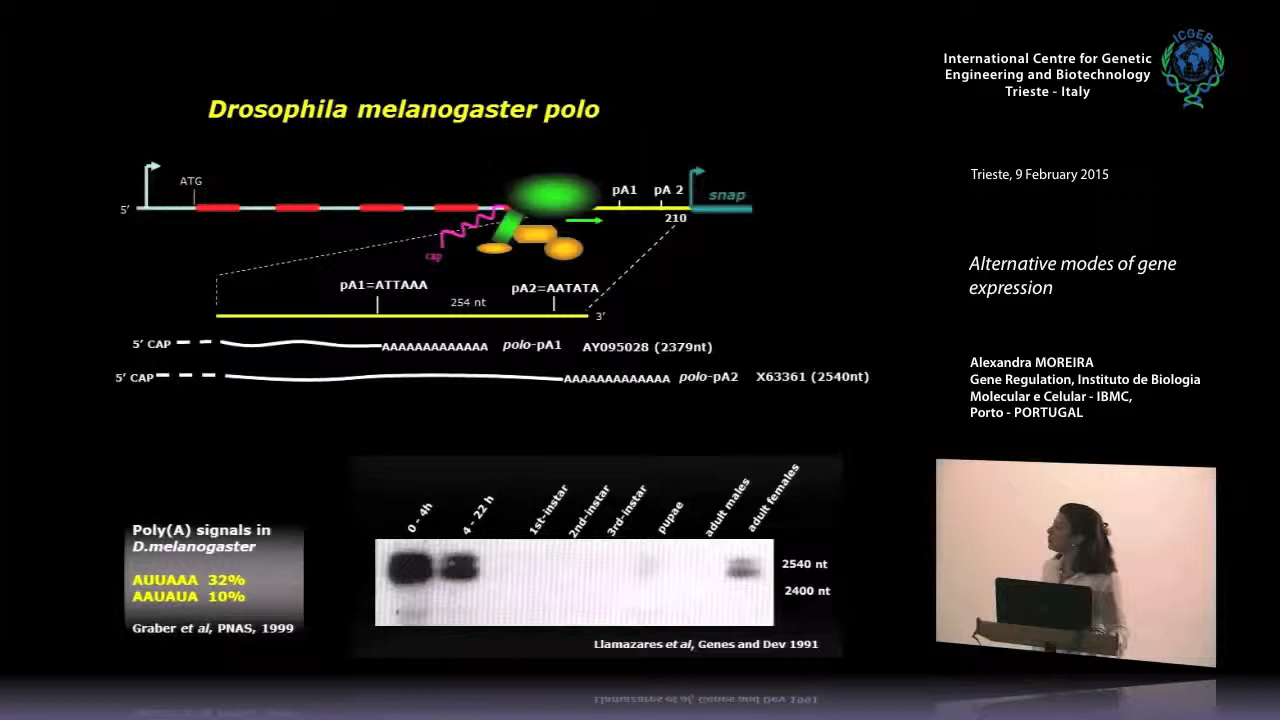 Drosophila melanogaster polo
ATG
5'
cap
pA1
pA 2
210
snap
pA1=ATTAAA
254 nt
pA2=AATATA
3'
5' CAP
AAAAAAAAAAAAA
polo-pA1
AY095028 (2379nt)
5' CAP
AAAAAAAAAAAAA
polo-pA2
X63361 (2540nt)
Poly(A) signals in
D.melanogaster
AUUAAA 32%
AAUAUA 10%
Graber et al, PNAS, 1999
0 - 4h
4 - 22 h
1st-instar
2nd-instar
3rd-instar
pupae
adult males
adult females
2540 nt
2400 nt
Llamazares et al, Genes and Dev 1991
International Centre for Genetic
Engineering and Biotechnology
Trieste - Italy
ICGEB
Trieste, 9 February 2015
Alternative modes of gene
expression
Alexandra MOREIRA
Gene Regulation, Instituto de Biologia
Molecular e Celular - IBMC,
Porto - PORTUGAL